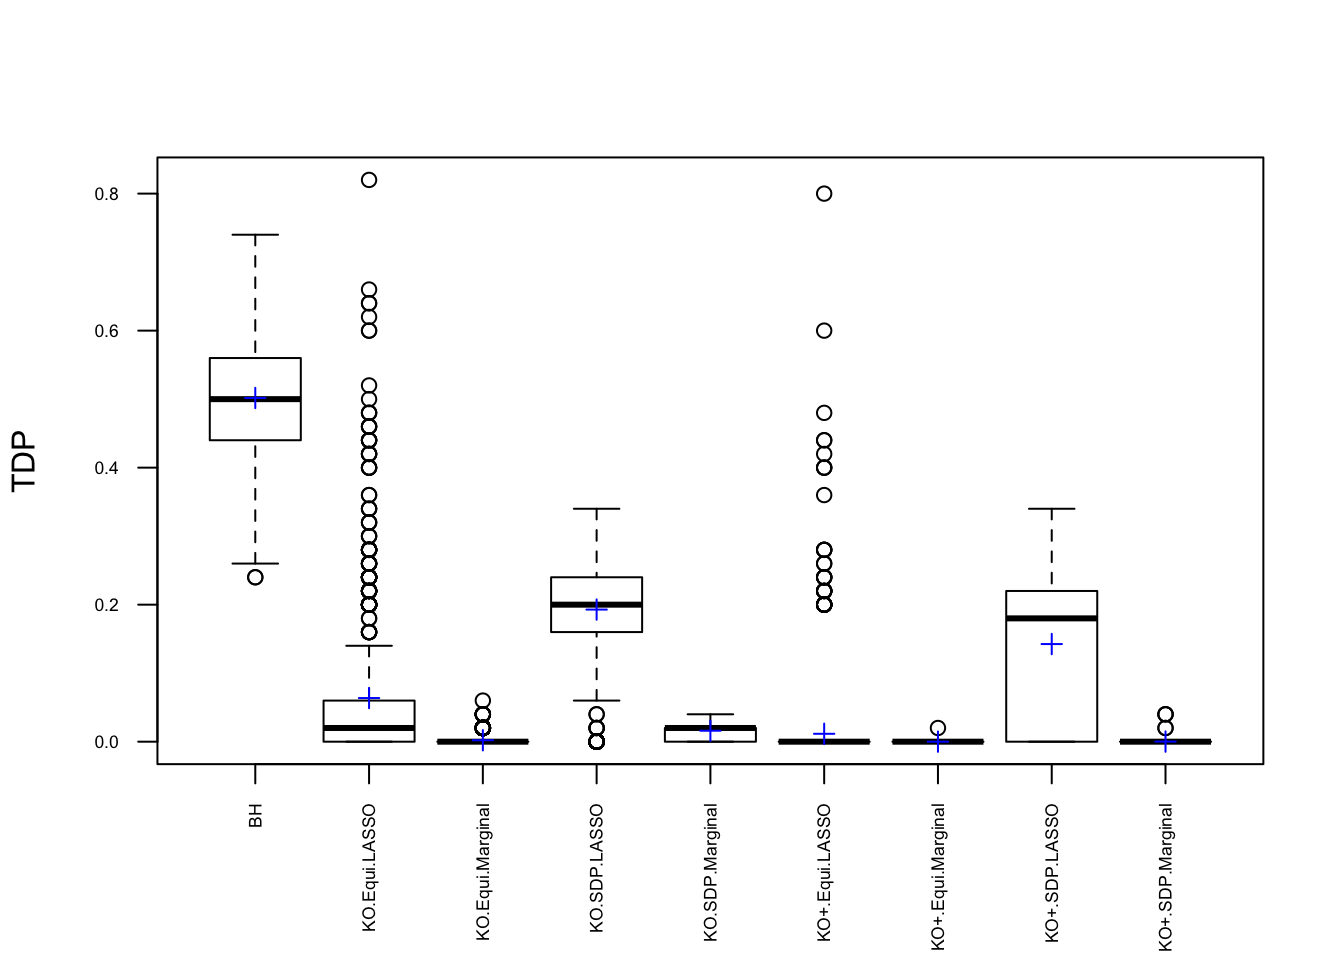 TDP
0.8
0.6
0.4
0.2
0.0
BH
KO.Equi.LASSO
KO.Equi.Marginal
KO.SDP.LASSO
KO.SDP.Marginal
KO+.Equi.LASSO
KO+.Equi.Marginal
KO+.SDP.LASSO
KO+.SDP.Marginal